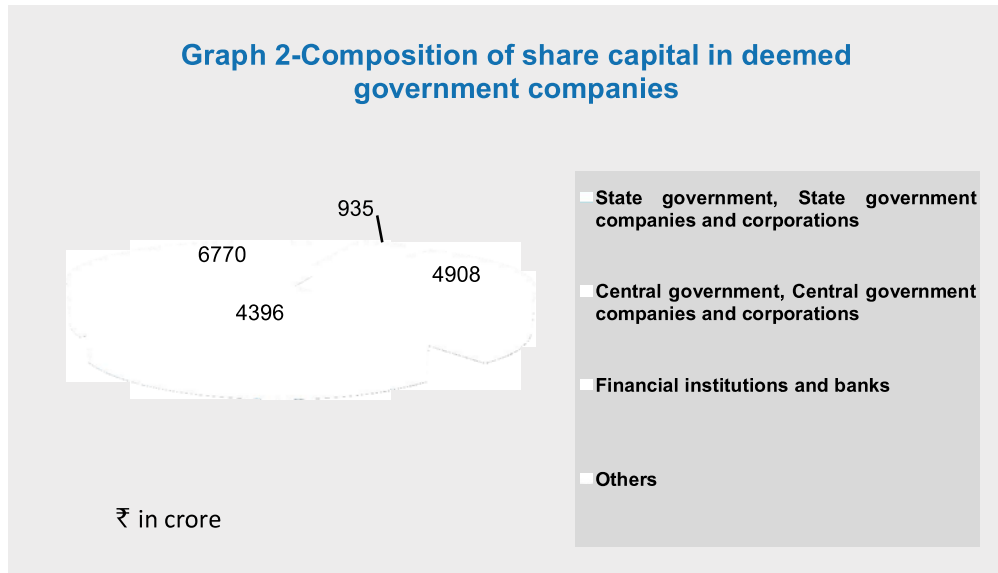 Graph 2-Composition of share capital in deemed
government companies
935
6770
4908
4396
State government, State government
companies and corporations
Central government, Central government
companies and corporations
Financial institutions and banks
Others
₹ in crore